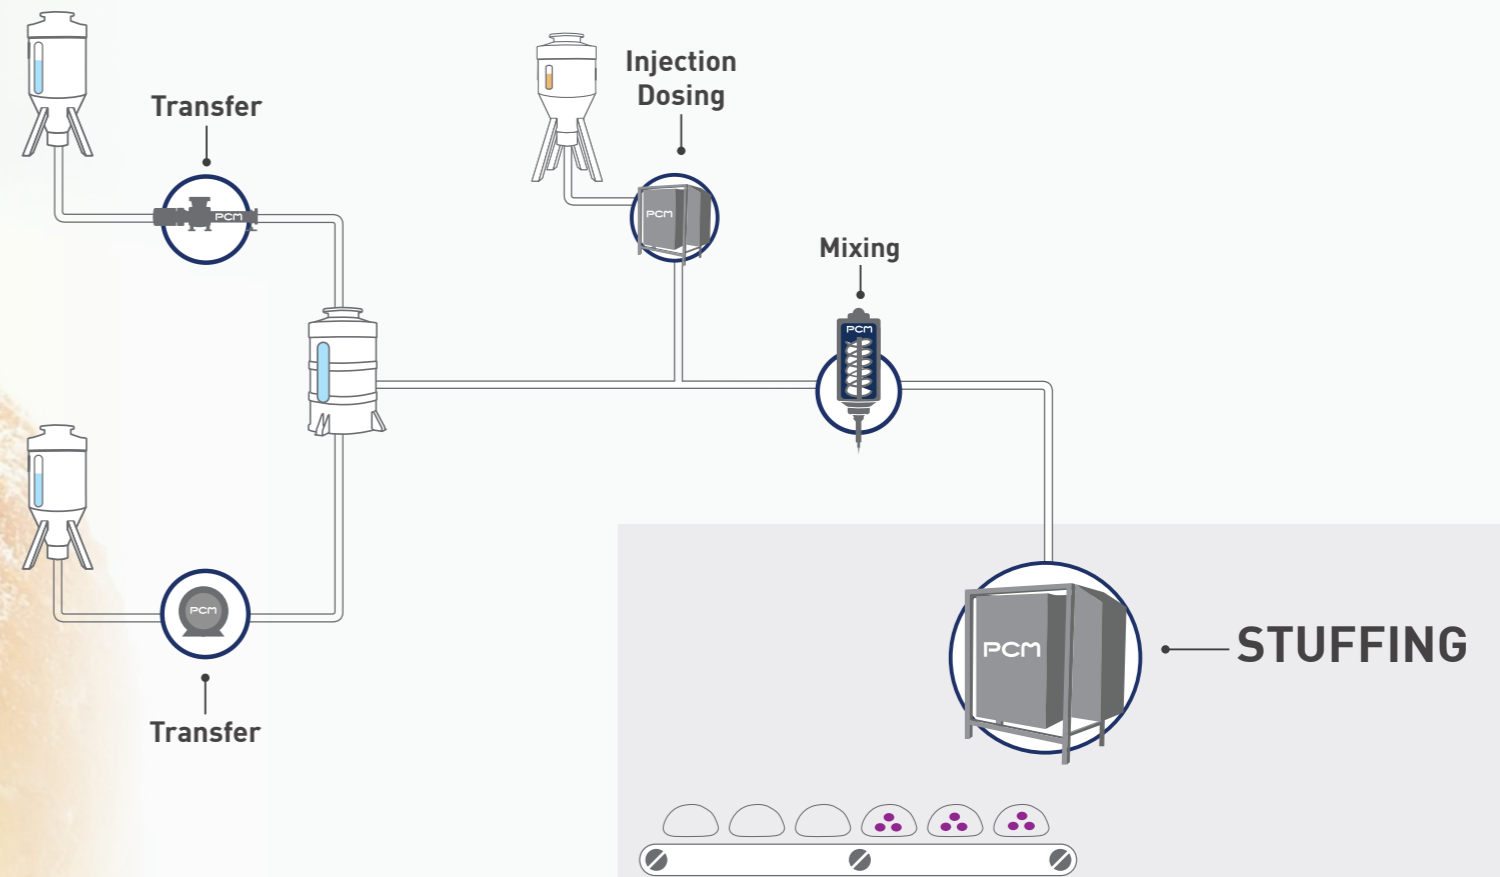 Injection
Dosing
Transfer
PCM
PCM
Mixing
PCM
PCM
PCM
STUFFING
Transfer